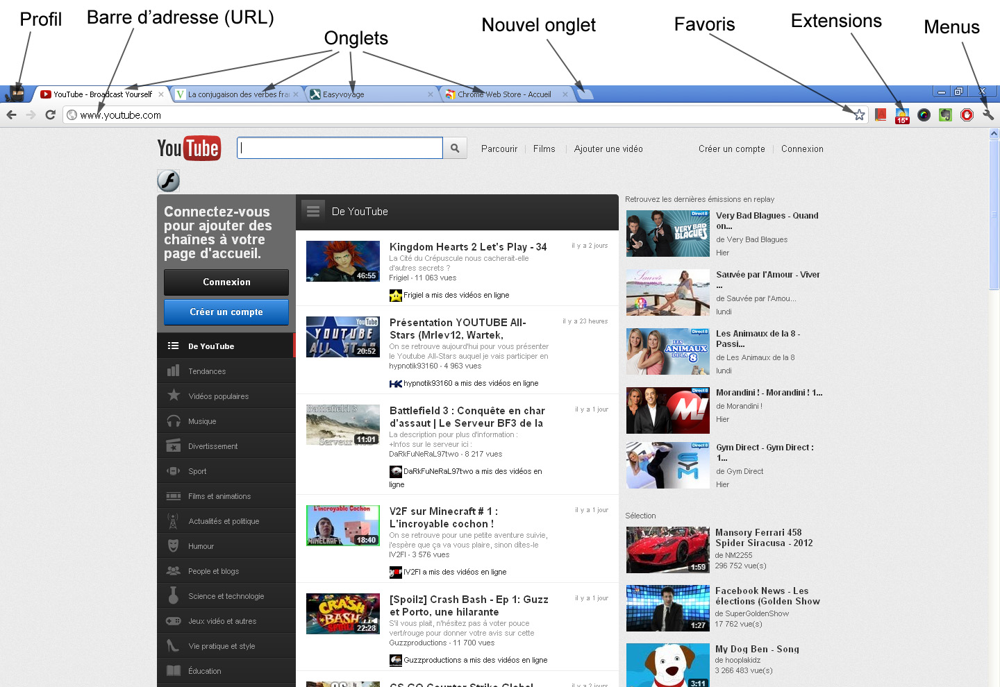 Profil
Barre d'adresse (URL)
Onglets
Nouvel onglet
Favoris
Extensions
Menus
YouTube - Broadcast Yourself
La conjugaison des verbes fra
Easyvoyage
Chrome Web Store - Accueil
www.youtube.com
15°
YouTube
Parcourir
Films
Ajouter une vidéo
Créer un compte
Connexion
Connectez-vous
pour ajouter des
chaînes à votre
page d'accueil.
Connexion
Créer un compte
De YouTube
Tendances
Vidéos populaires
Musique
Divertissement
Sport
Films et animations
Actualités et politique
Humour
People et blogs
Science et technologie
Jeux vidéo et autres
Vie pratique et style
Éducation
De YouTube
46:55
Kingdom Hearts 2 Let's Play - 34
il y a 2 jours
La Cité du Crépuscule nous cacherait-elle
d'autres secrets ?
Frigiel - 11 063 vues
Frigiel a mis des vidéos en ligne
YouTube
YOUTUBE
ALL STARS
20:52
Présentation YOUTUBE All-
Stars (Mrlev12, Wartek,
il y a 23 heures
On se retrouve aujourd'hui pour vous présenter
le Youtube All-Stars auquel je vais participer en
hypnotik93160 - 4 963 vues
HK
hypnotik93160 a mis des vidéos en ligne
Battlefield 3
Serveur
11:01
Battlefield 3 : Conquête en char
d'assaut | Le Serveur BF3 de la
il y a 1 jour
La description pour plus d'information :
+Infos sur le serveur ici :
DaRkFuNeRaL97two - 8 217 vues
DaRkFuNeRaL97two a mis des vidéos en
ligne
L'incroyable Cochon
MINECRAFT
18:40
V2F sur Minecraft # 1 :
L'incroyable cochon !
il y a 1 jour
On se retrouve pour une petite aventure suivie,
j'espère que ça va vous plaire, sinon dîtes-le
IV2FI - 3 576 vues
IV2FI a mis des vidéos en ligne
CRASH
BASH
22:28
[Spoilz] Crash Bash - Ep 1: Guzz
et Porto, une hilarante
il y a 1 jour
S'il vous plait, n'hésitez pas à voter pouce
vert/rouge pour donner votre avis sur cette
Guzzproductions - 11 700 vues
Guzzproductions a mis des vidéos en ligne
CS GO Counter Strike Global
il y a 2 jours
Retrouvez les dernières émissions en replay
Direct 8
VERY BAD
BLAGUES
Very Bad Blagues - Quand
on...
de Very Bad Blagues
Hier
Sauvée
Sauvée par l'Amour - Viver
...
de Sauvée par l'Amou...
lundi
Direct 8
LES
ANIMAUX
DE LA 8
Les Animaux de la 8 -
Passi...
de Les Animaux de la 8
lundi
M!
Morandini ! - Morandini ! 1...
de Morandini !
Hier
Direct 8
GYM
Gym Direct - Gym Direct :
1...
de Gym Direct
Hier
Sélection
1:59
Mansory Ferrari 458
Spider Siracusa - 2012
de NM2255
296 752 vue(s)
1:27
Facebook News - Les
élections (Golden Show
de SuperGoldenShow
17 762 vue(s)
3:11
My Dog Ben - Song
de hooplakidz
3 266 483 vue(s)